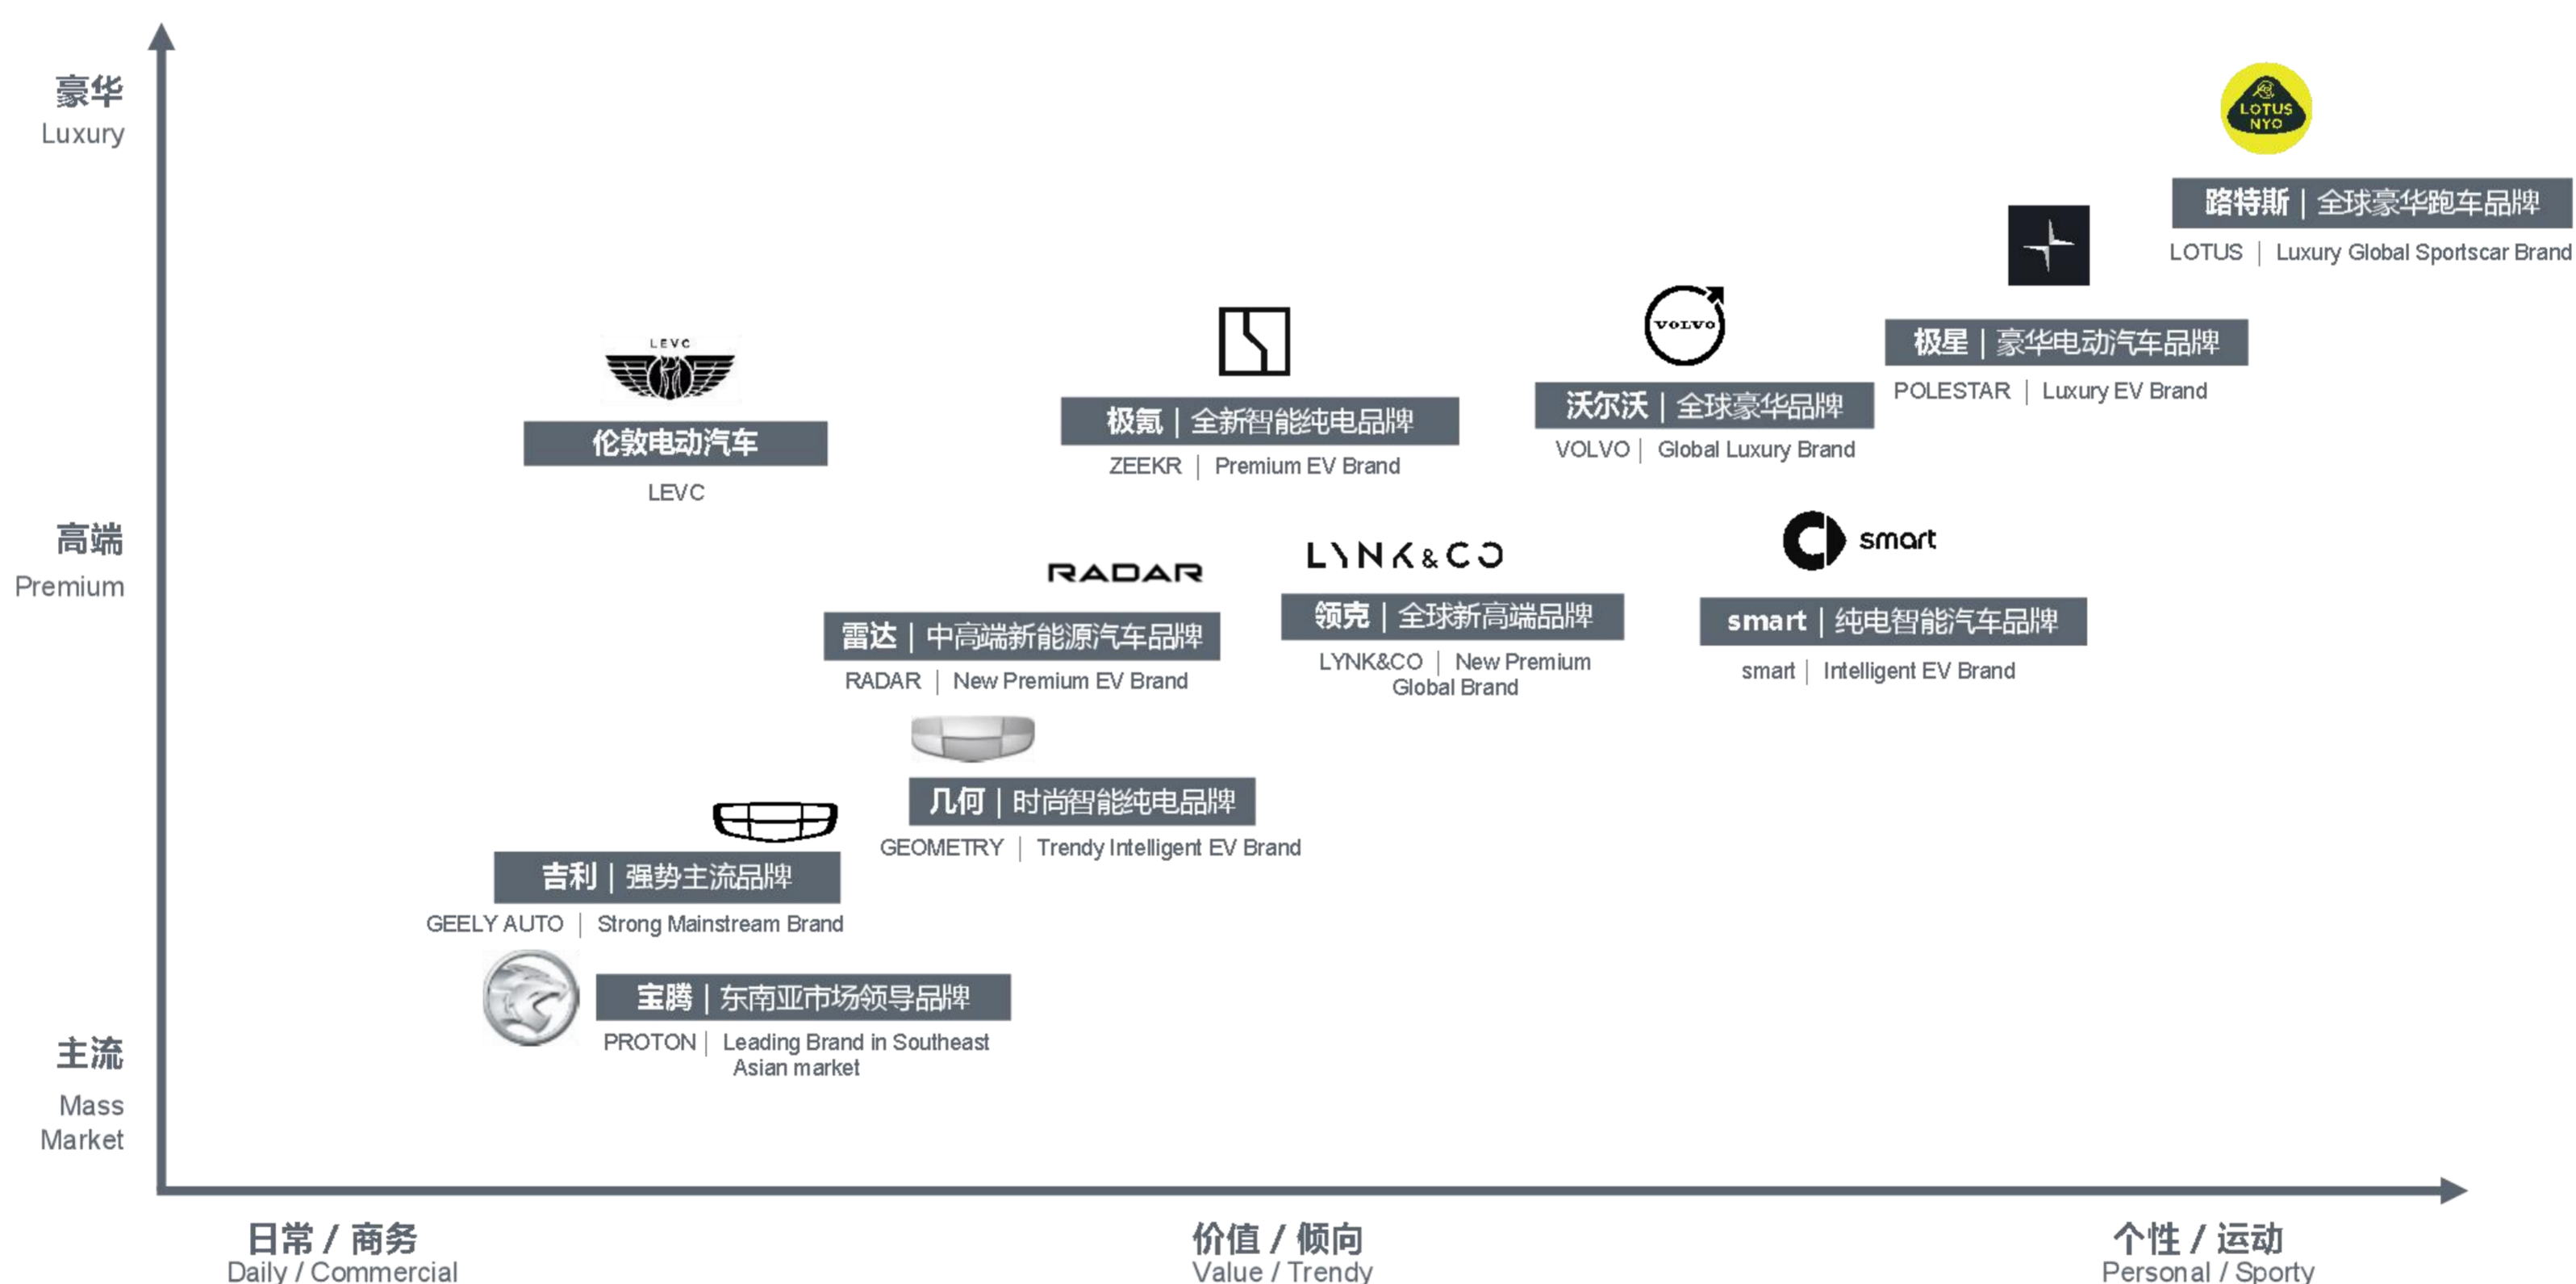 豪华
Luxury
LOTUS
NYO
路特斯 | 全球豪华跑车品牌
LOTUS | Luxury Global Sportscar Brand
极星 | 豪华电动汽车品牌
POLESTAR | Luxury EV Brand
VOLVO
沃尔沃 | 全球豪华品牌
VOLVO | Global Luxury Brand
极氪 | 全新智能纯电品牌
ZEEKR | Premium EV Brand
LEVC
伦敦电动汽车
LEVC
高端
Premium
RADAR
雷达 | 中高端新能源汽车品牌
RADAR | New Premium EV Brand
LYNK&CO
领克 | 全球新高端品牌
LYNK&CO | New Premium
Global Brand
smart
smart | 纯电智能汽车品牌
smart | Intelligent EV Brand
几何 | 时尚智能纯电品牌
GEOMETRY | Trendy Intelligent EV Brand
吉利 | 强势主流品牌
GEELY AUTO | Strong Mainstream Brand
宝腾 | 东南亚市场领导品牌
PROTON | Leading Brand in Southeast
Asian market
主流
Mass
Market
日常 / 商务
Daily / Commercial
价值 / 倾向
Value / Trendy
个性 / 运动
Personal / Sporty